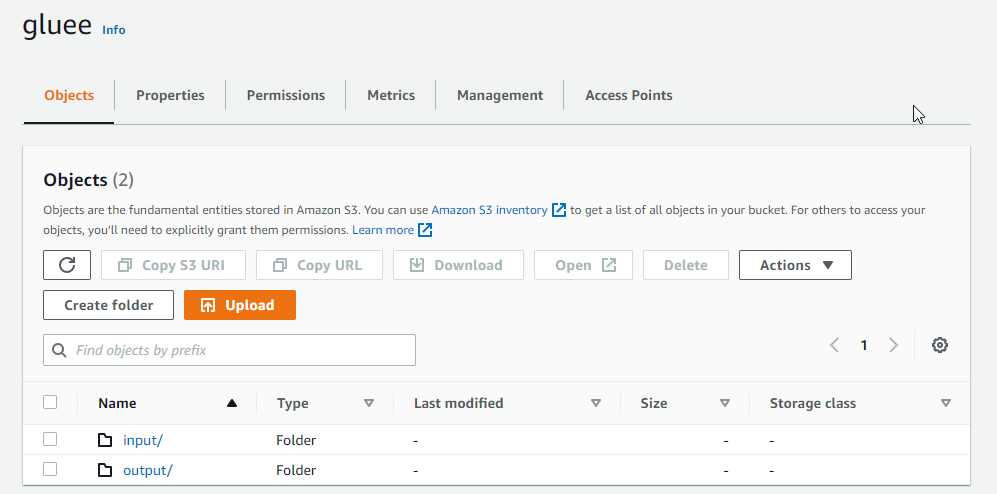 gluee Info
Objects Properties Permissions Metrics Management Access Points
Objects (2)
Objects are the fundamental entities stored in Amazon S3. You can use Amazon S3 inventory to get a list of all objects in your bucket. For others to access your
objects, you’ll need to explicitly grant them permissions. Learn more
Copy S3 URI Copy URL Download Open Delete Actions
Create folder Upload
Find objects by prefix 1
Name Type Last modified Size Storage class
input/ Folder - - -
output/ Folder - - -